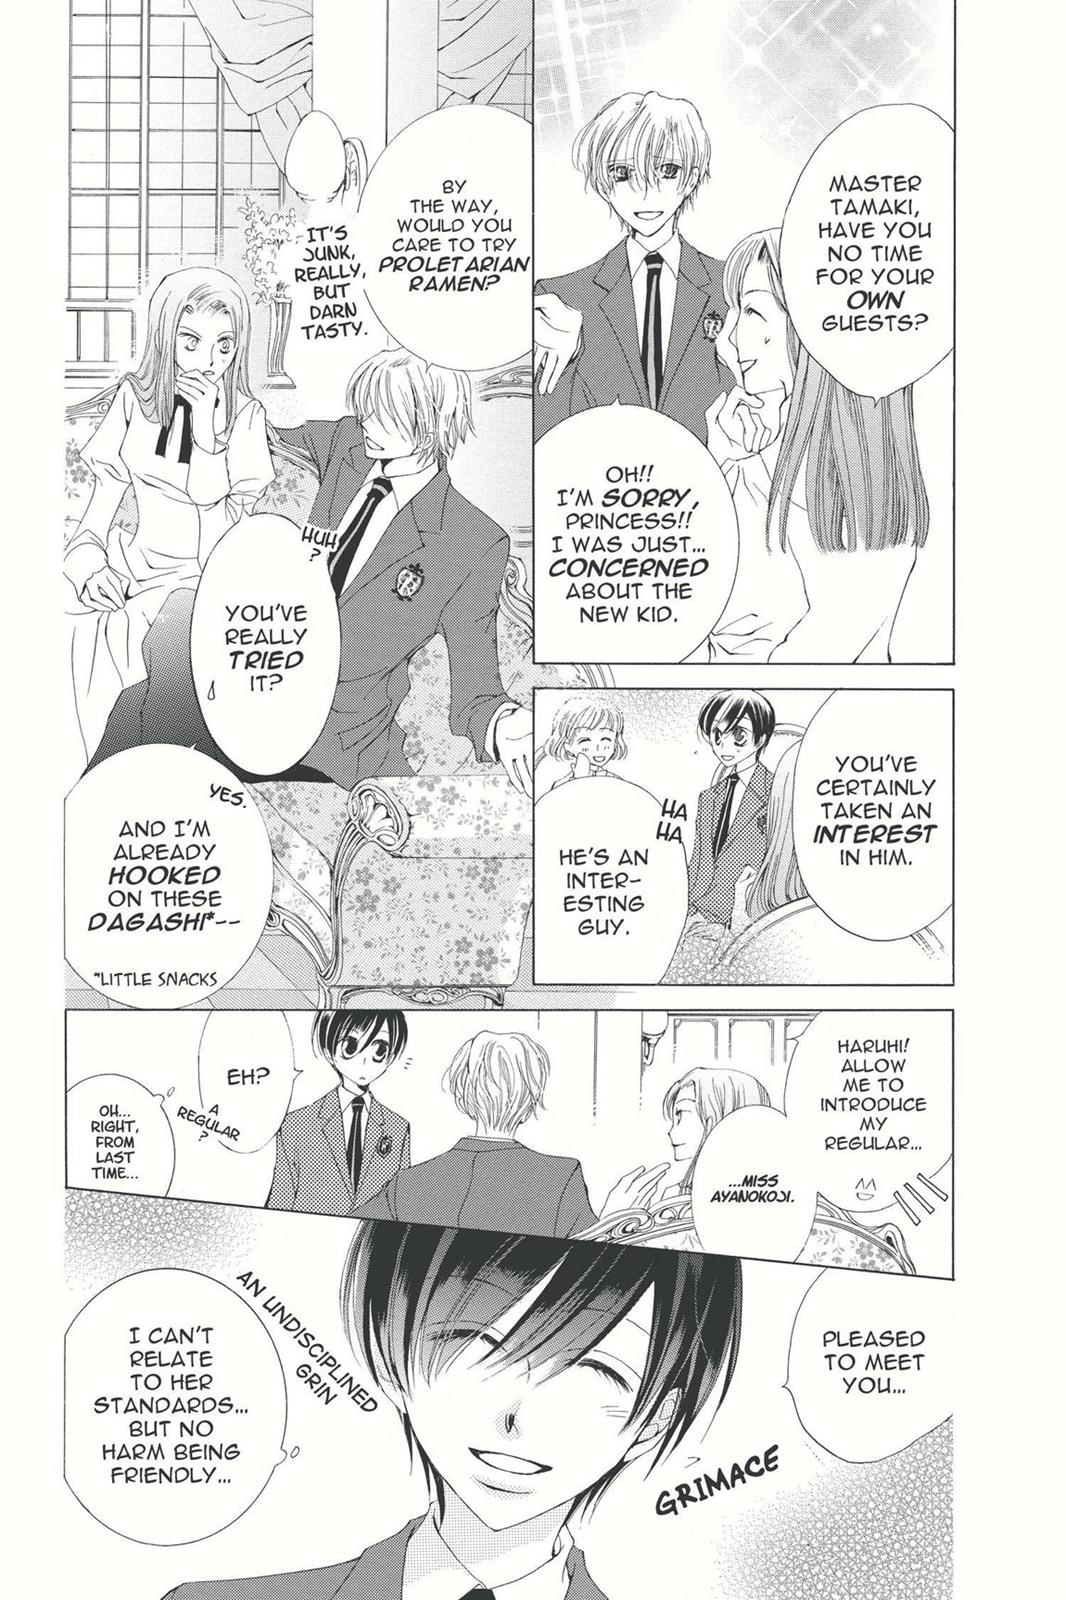 MASTER
TAMAKI,
HAVE YOU
NO TIME
FOR YOUR
OWN
GUESTS?
OH!!
I'M SORRY,
PRINCESS!!
I WAS JUST...
CONCERNED
ABOUT THE
NEW KID.
YOU'VE
CERTAINLY
TAKEN AN
INTEREST
IN HIM.
HA
HA
HE'S AN
INTER-
ESTING
GUY.
BY
THE WAY,
WOULD YOU
CARE TO TRY
PROLETARIAN
RAMEN?
IT'S
JUNK,
REALLY,
BUT
DARN
TASTY.
HUH
?
YOU'VE
REALLY
TRIED
IT?
YES.
AND I'M
ALREADY
HOOKED
ON THESE
DAGASHI*--
*LITTLE SNACKS
HARUHI!
ALLOW
ME TO
INTRODUCE
MY
REGULAR...
...MISS
AYANOKOJI.
EH?
A
REGULAR
?
OH...
RIGHT,
FROM
LAST
TIME...
PLEASED
TO MEET
YOU...
GRIMACE
AN UNDISCIPLINED
GRIN
I CAN'T
RELATE
TO HER
STANDARDS...
BUT NO
HARM BEING
FRIENDLY...